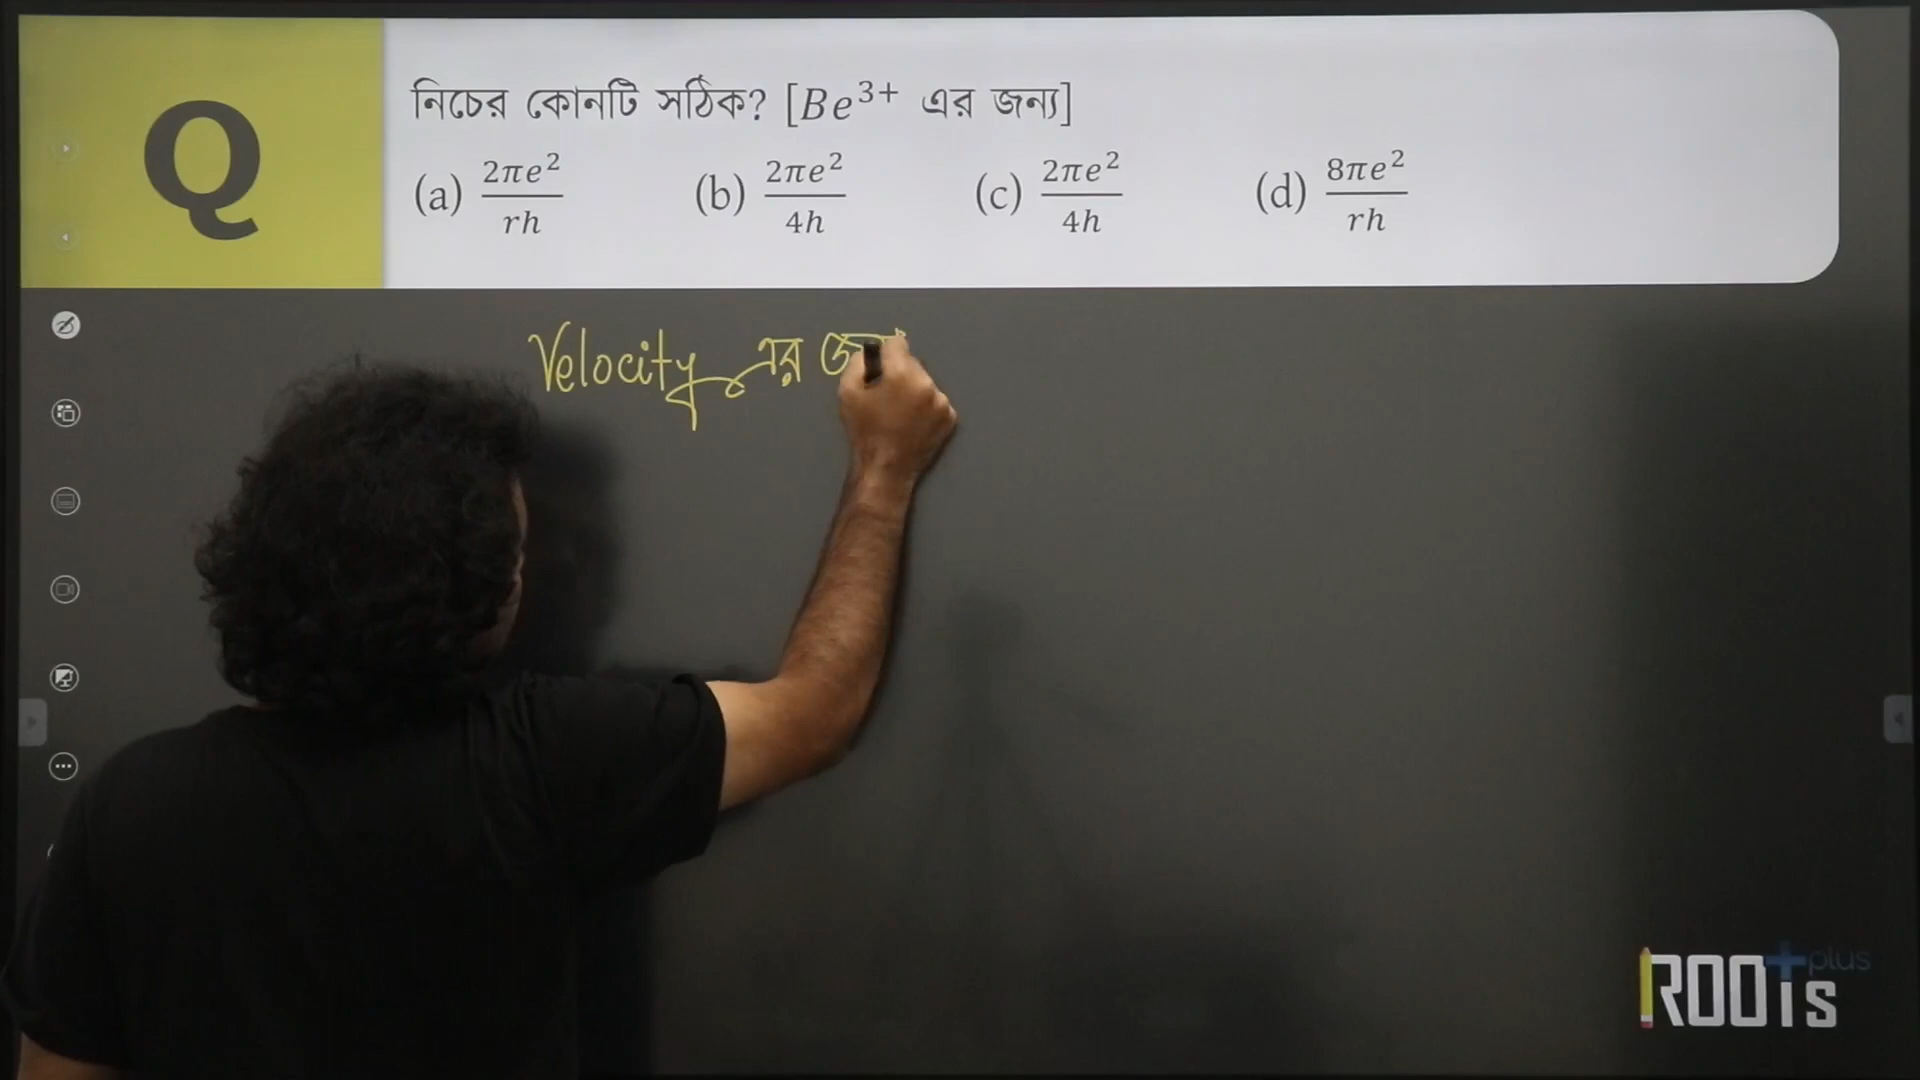 Q
নিচের কোনটি সঠিক? [Be³⁺ এর জন্য]
(a) 2πe²/rh (b) 2πe²/4h (c) 2πe²/4h (d) 8πe²/rh
Velocity এর
ROOTs plus